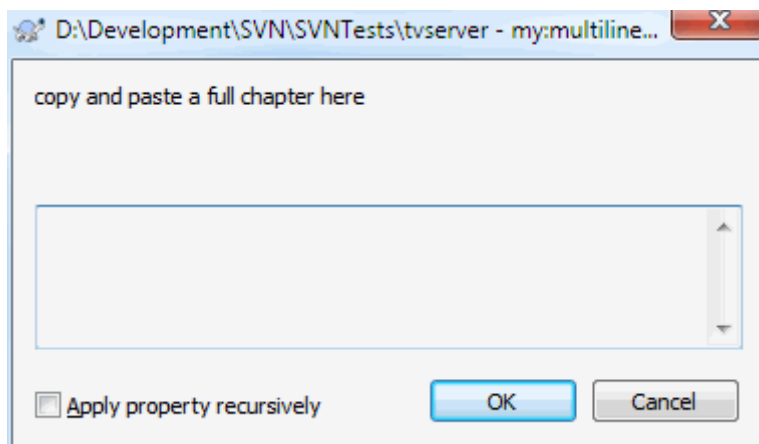 D:\Development\SVN\SVNTests\tvserver - my:multiline...
copy and paste a full chapter here
Apply property recursively
OK
Cancel